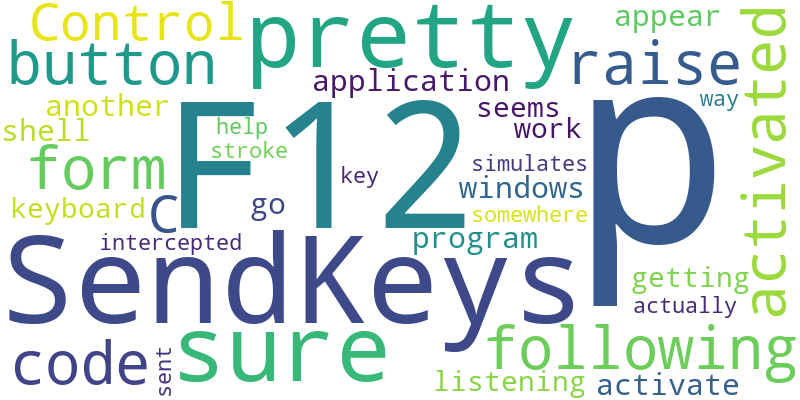 Control
pretty
appear
button
raise
activated
application
another
seems
way
shell
F12
p
help
work
stroke
form
key
simulates
windows
keyboard
C
go
somewhere
intercepted
program
SendKeys
getting
actually
sure
following
code
sent
listening
activate